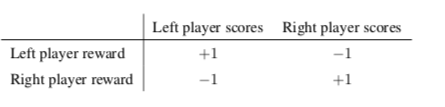 Left player scores Right player scores
Left player reward +1 −1
Right player reward −1 +1